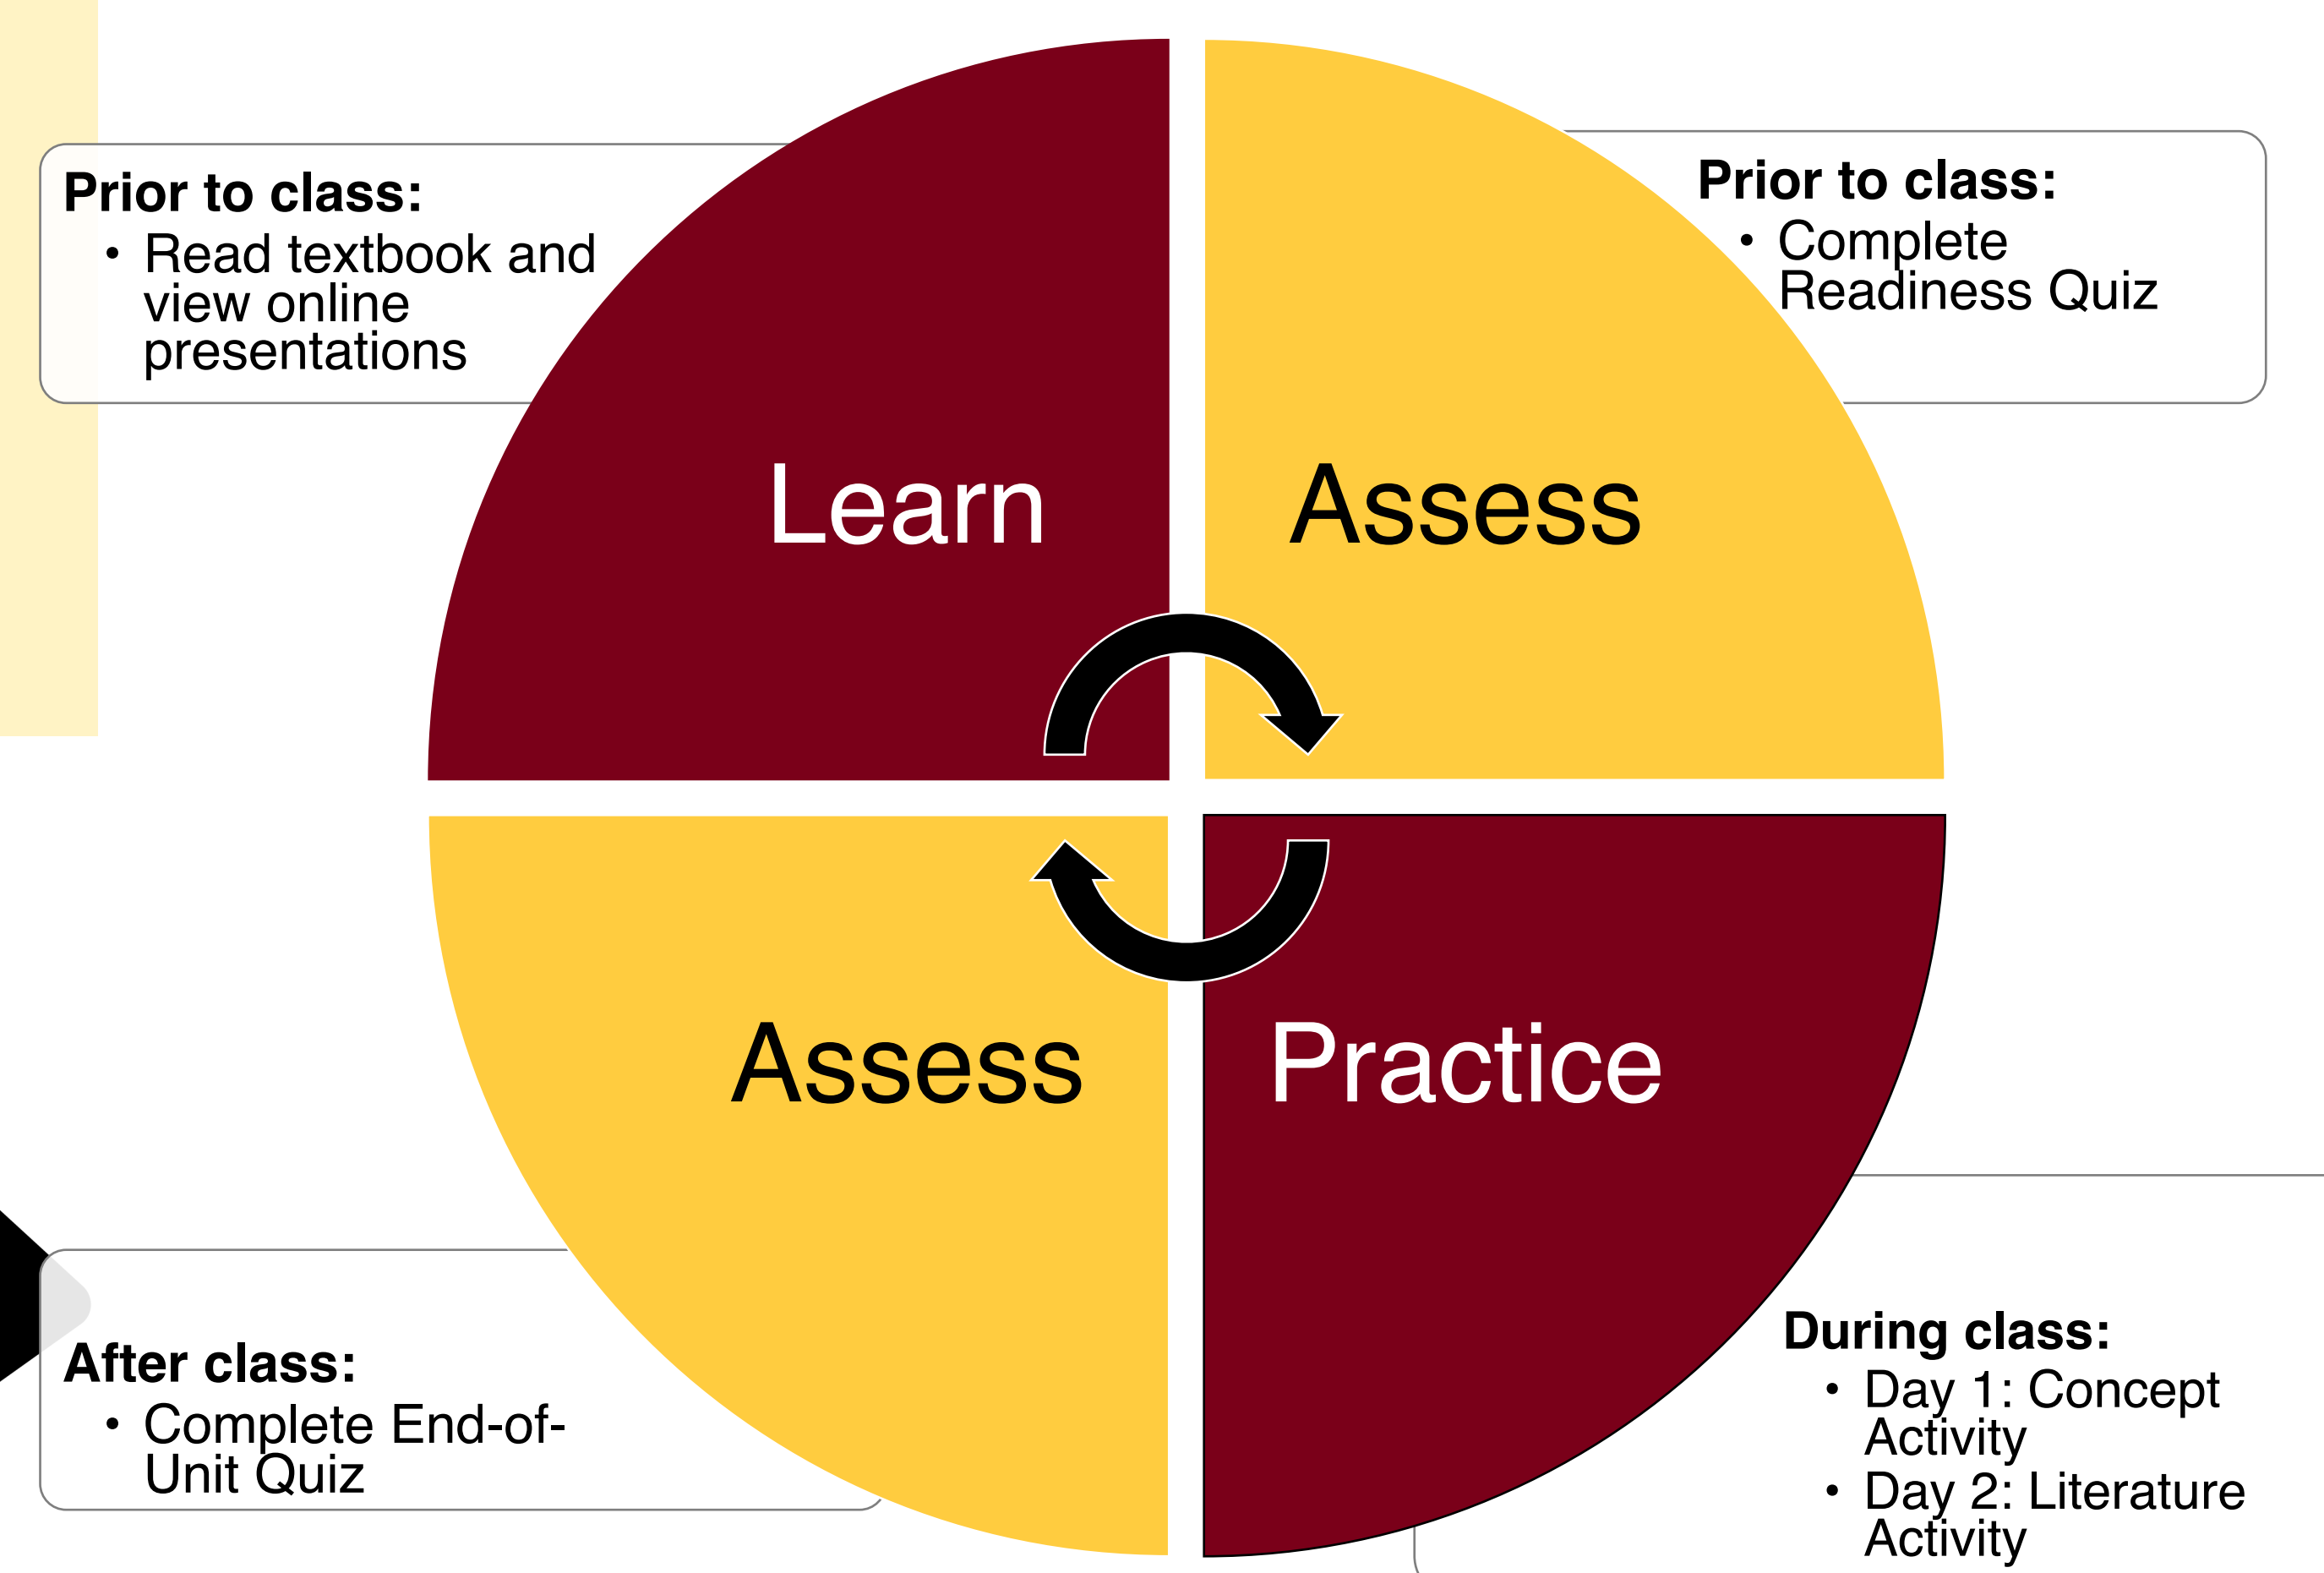 Prior to class:
• Read textbook and
view online
presentations
Learn
Assess
Prior to class:
• Complete
Readiness Quiz
Assess
Practice
After class:
• Complete End-of-
Unit Quiz
During class:
• Day 1: Concept
Activity
• Day 2: Literature
Activity